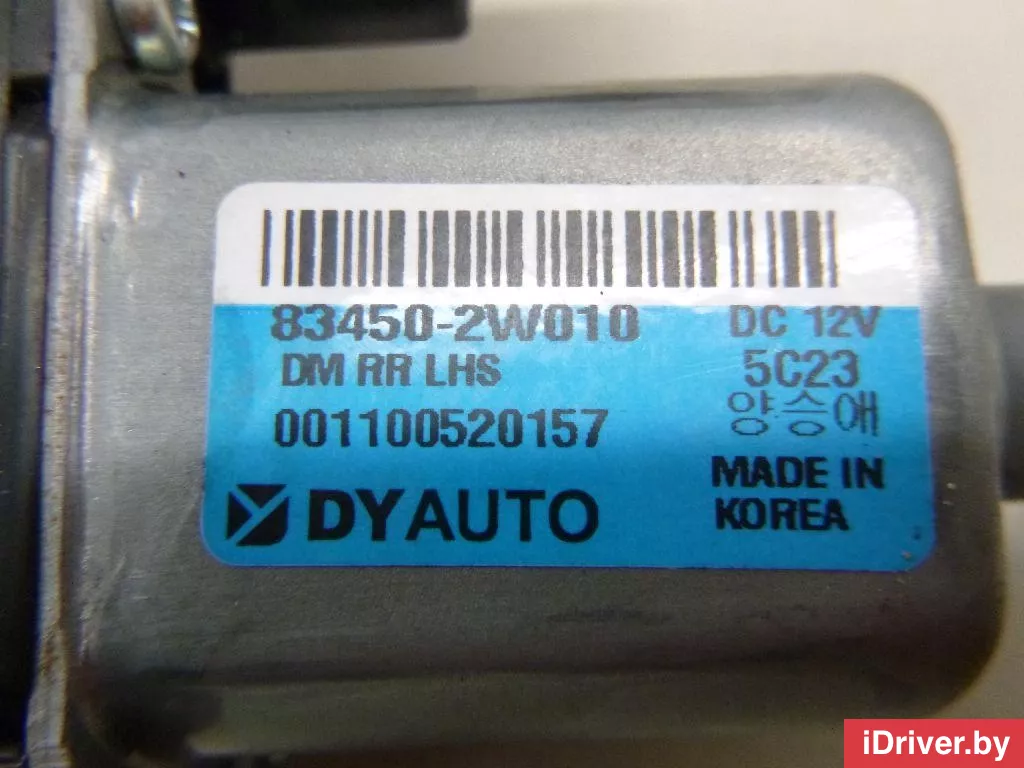 83450-2W010 DC 12V
DM RR LHS 5C23
001100520157 양승애
MADE IN
KOREA
DYAUTO
iDriver.by